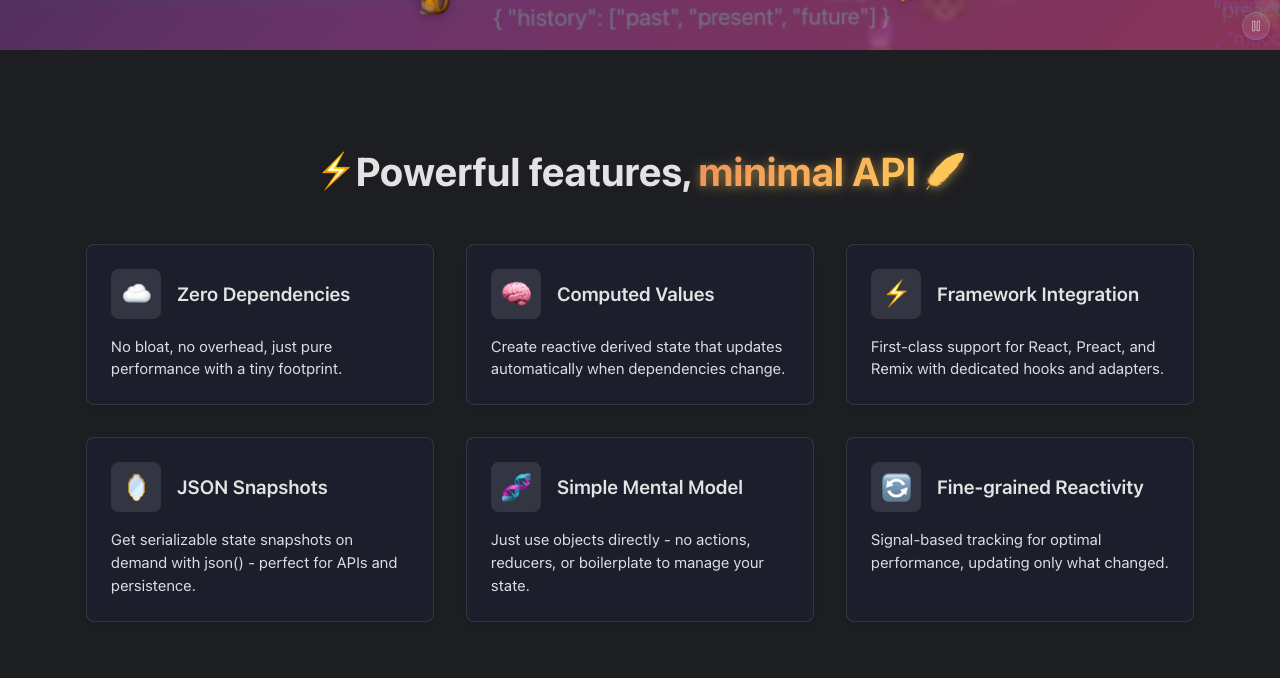 { "history": ["past", "present", "future"] }
⚡Powerful features, minimal API 🪶
Zero Dependencies
No bloat, no overhead, just pure
performance with a tiny footprint.
Computed Values
Create reactive derived state that updates
automatically when dependencies change.
Framework Integration
First-class support for React, Preact, and
Remix with dedicated hooks and adapters.
JSON Snapshots
Get serializable state snapshots on
demand with json() - perfect for APIs and
persistence.
Simple Mental Model
Just use objects directly - no actions,
reducers, or boilerplate to manage your
state.
Fine-grained Reactivity
Signal-based tracking for optimal
performance, updating only what changed.